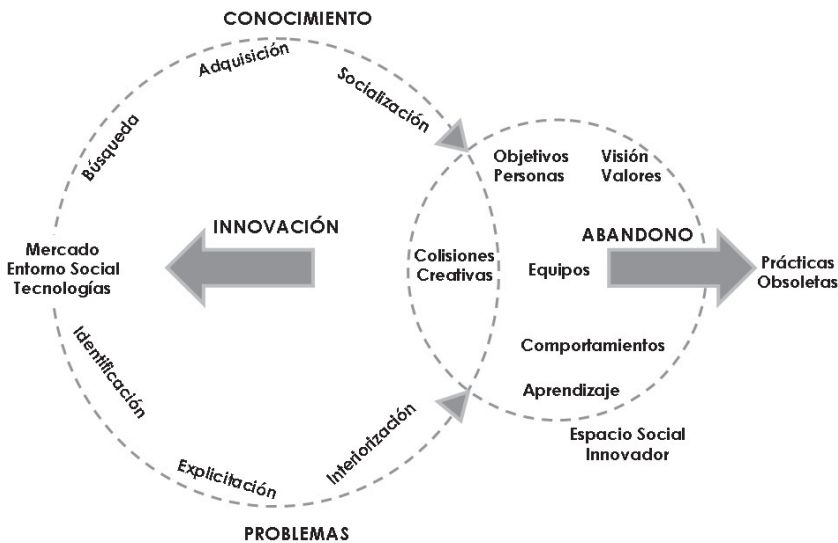 CONOCIMIENTO
Adquisición
Socialización
Búsqueda
Objetivos
Personas
Visión
Valores
INNOVACIÓN
ABANDONO
Mercado
Entorno Social
Tecnologías
Colisiones
Creativas
Equipos
Prácticas
Obsoletas
Identificación
Comportamientos
Aprendizaje
Interiorización
Espacio Social
Innovador
Explicitación
PROBLEMAS